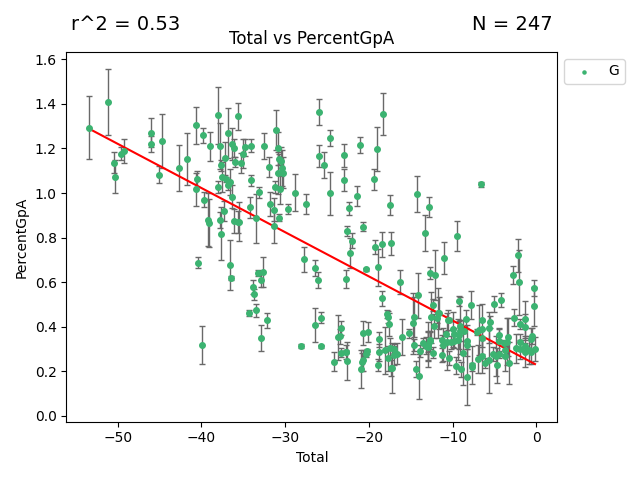 r^2 = 0.53
N = 247
Total vs PercentGpA
G
1.6
1.4
1.2
1.0
0.8
0.6
0.4
0.2
0.0
PercentGpA
−50 −40 −30 −20 −10 0
Total